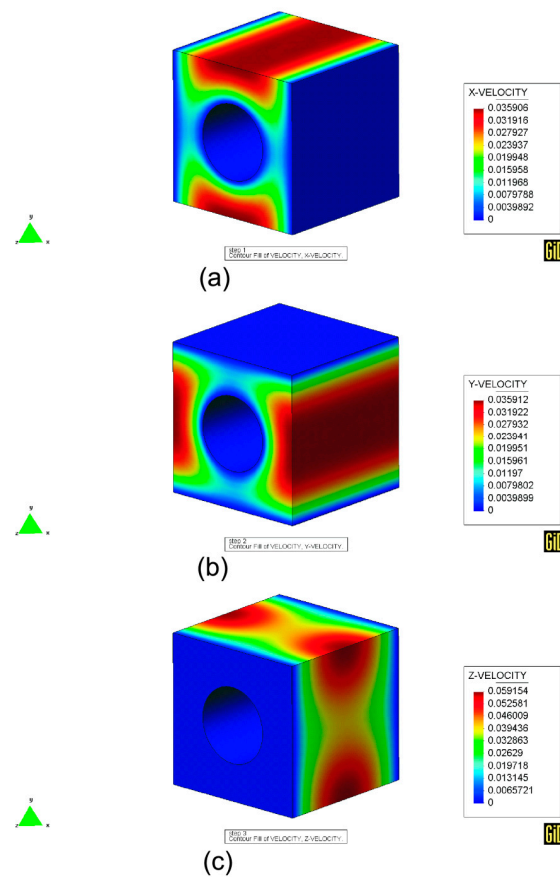 X-VELOCITY
0.035906
0.031916
0.027927
0.023937
0.019948
0.015958
0.011968
0.0079788
0.0039892
0
y
z
x
step 1
Contour Fill of VELOCITY, X-VELOCITY.
GiD
(a)
Y-VELOCITY
0.035912
0.031922
0.027932
0.023941
0.019951
0.015961
0.01197
0.0079802
0.0039899
0
y
z
x
step 2
Contour Fill of VELOCITY, Y-VELOCITY.
GiD
(b)
Z-VELOCITY
0.059154
0.052581
0.046009
0.039436
0.032863
0.02629
0.019718
0.013145
0.0065721
0
y
z
x
step 3
Contour Fill of VELOCITY, Z-VELOCITY.
GiD
(c)